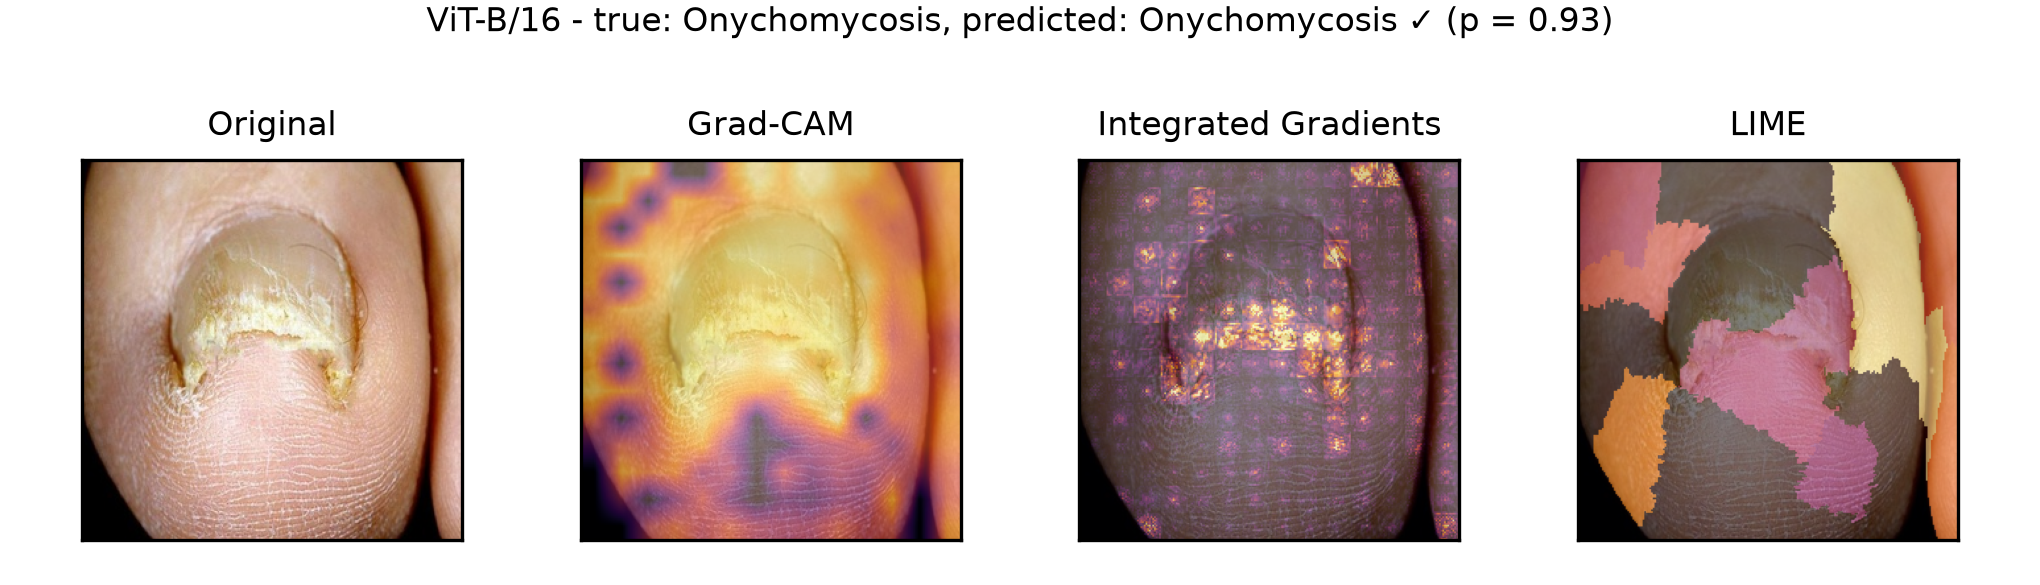 ViT-B/16 - true: Onychomycosis, predicted: Onychomycosis ✓ (p = 0.93)
Original
Grad-CAM
Integrated Gradients
LIME